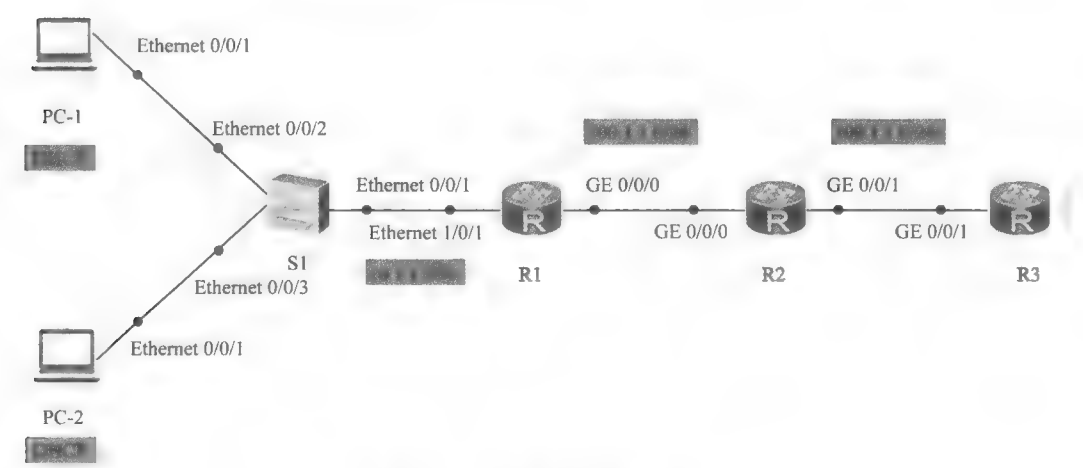 Ethernet 0/0/1
PC-1
Ethernet 0/0/2
Ethernet 0/0/1
GE 0/0/0
GE 0/0/1
R
R
R
Ethernet 1/0/1
GE 0/0/0
GE 0/0/1
S1
R1
R2
R3
Ethernet 0/0/3
Ethernet 0/0/1
PC-2